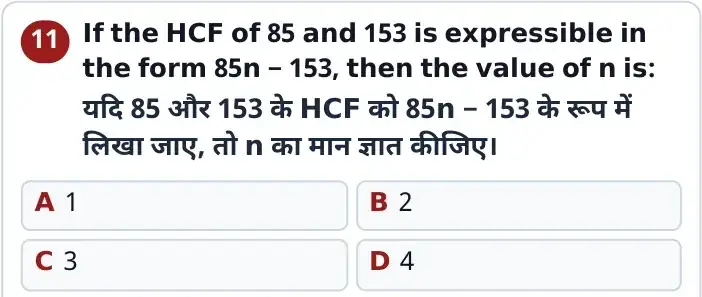 11 If the HCF of 85 and 153 is expressible in
the form 85n – 153, then the value of n is:
यदि 85 और 153 के HCF को 85n – 153 के रूप में
लिखा जाए, तो n का मान ज्ञात कीजिए।
A 1
B 2
C 3
D 4